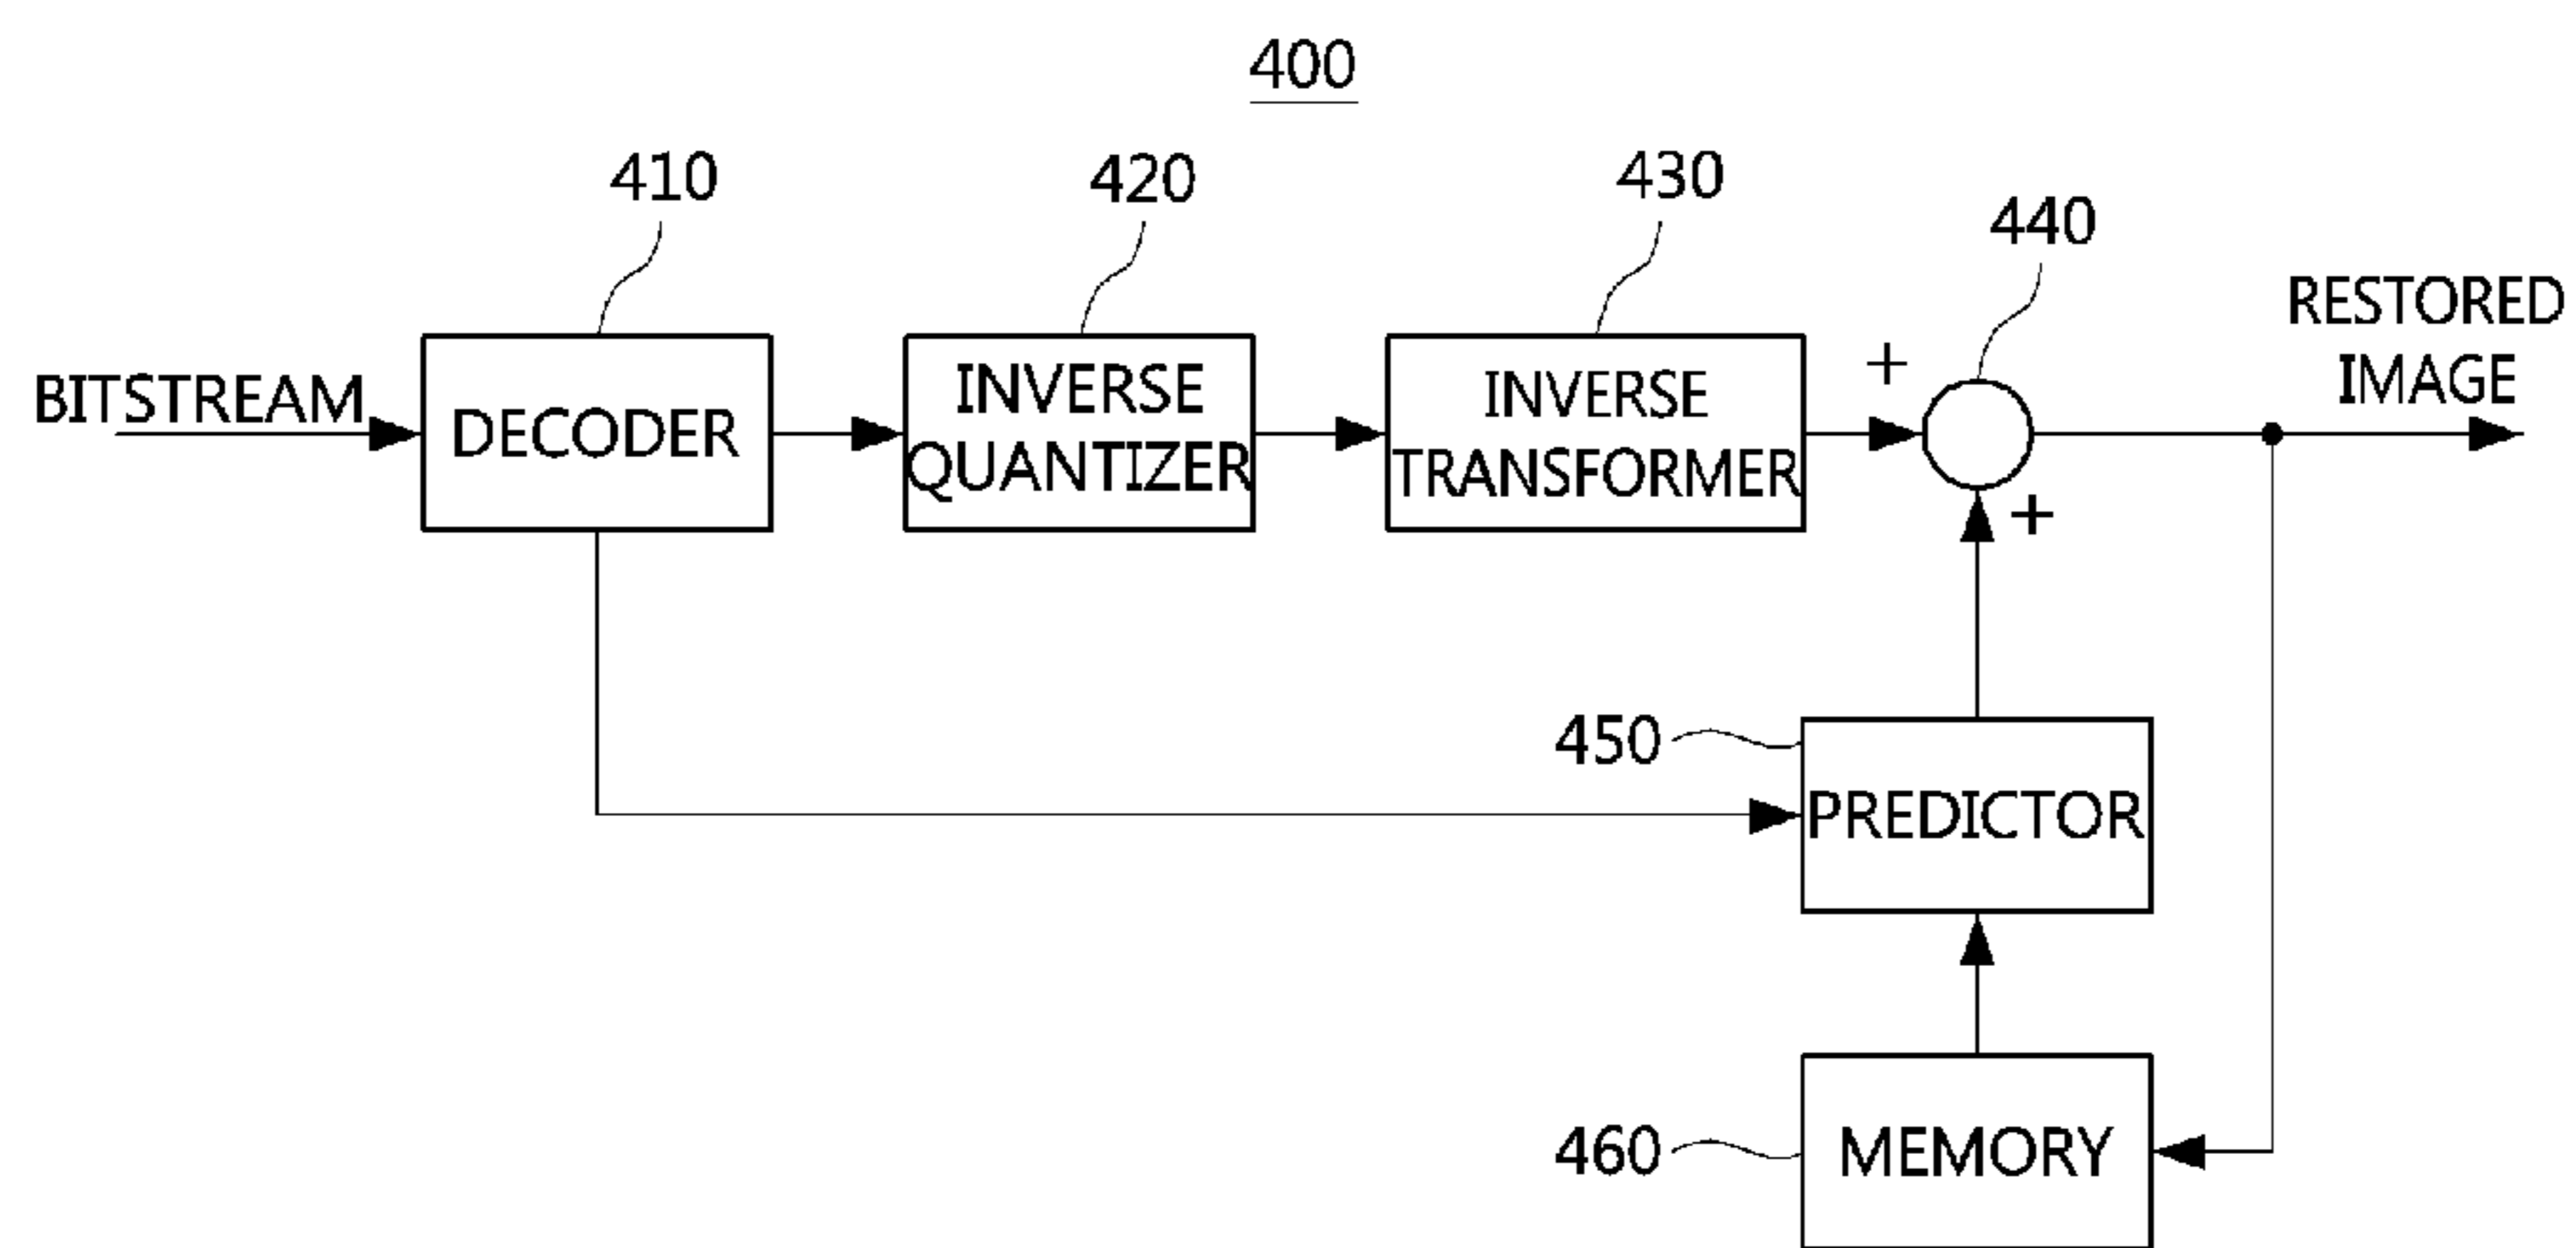 400
410
420
430
440
RESTORED
IMAGE
BITSTREAM
DECODER
INVERSE
QUANTIZER
INVERSE
TRANSFORMER
+
+
450
PREDICTOR
460
MEMORY